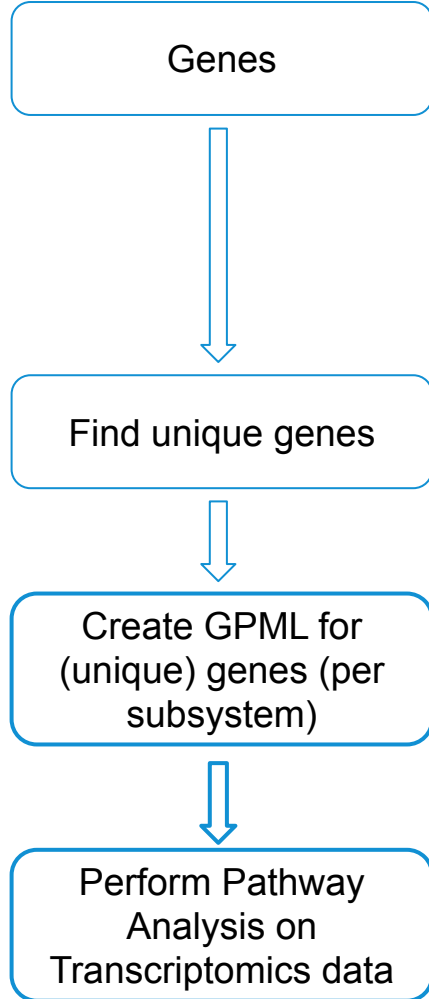 Genes
Find unique genes
Create GPML for
(unique) genes (per
subsystem)
Perform Pathway
Analysis on
Transcriptomics data